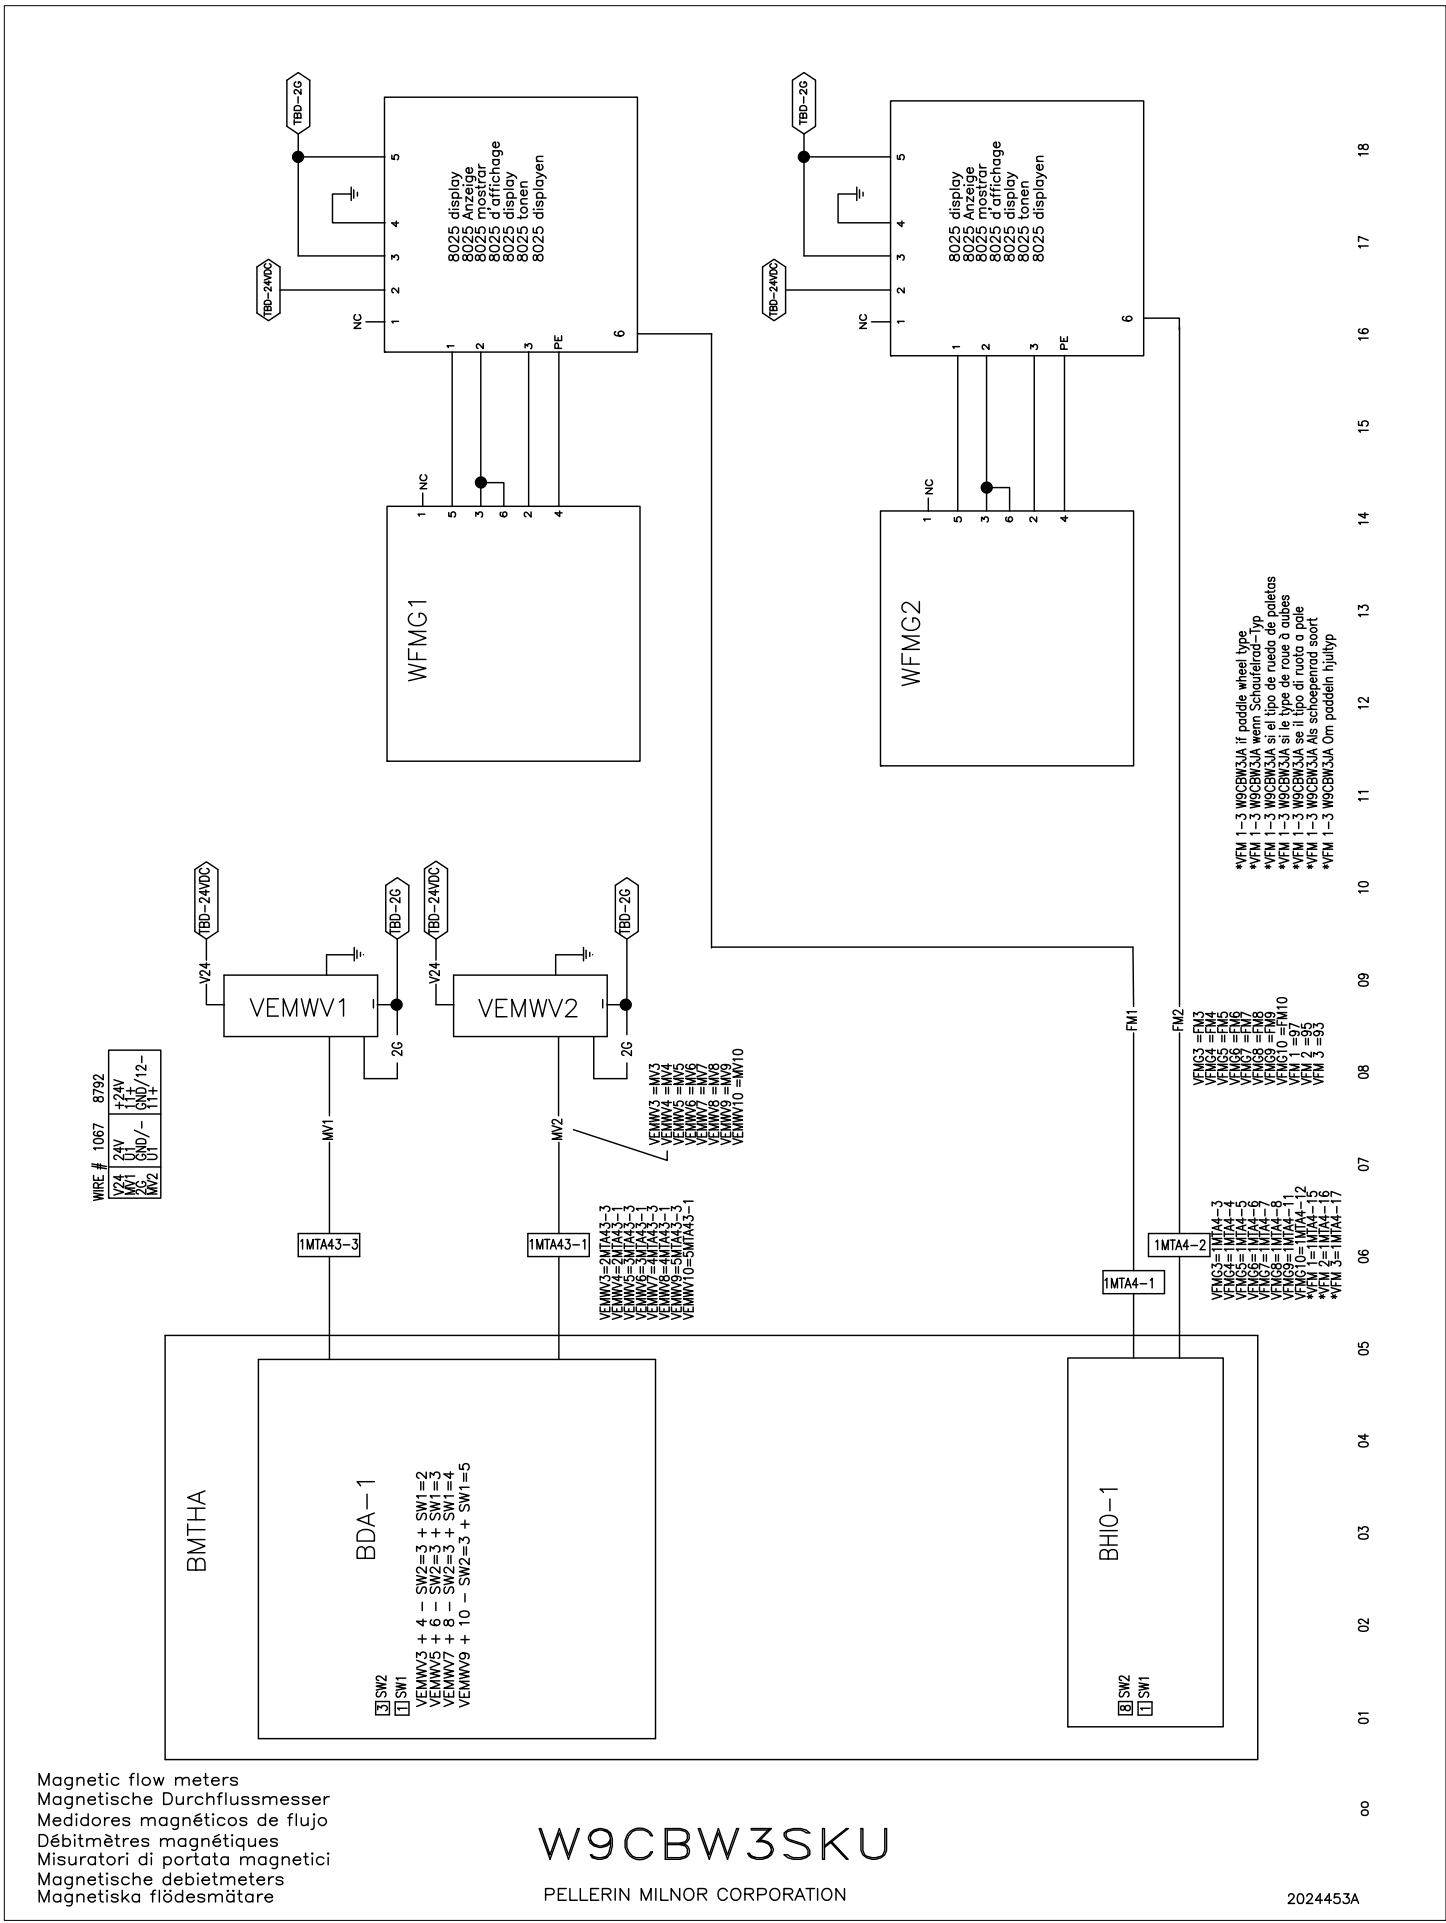 TBD-2G
TBD-24VDC
NC
1
2
3
4
5
8025 display
8025 Anzeige
8025 mostrar
8025 d'affichage
8025 display
8025 tonen
8025 displayen
1
2
3
PE
6
TBD-2G
TBD-24VDC
NC
1
2
3
4
5
8025 display
8025 Anzeige
8025 mostrar
8025 d'affichage
8025 display
8025 tonen
8025 displayen
1
2
3
PE
6
NC
1
5
3
6
2
4
WFMG1
NC
1
5
3
6
2
4
WFMG2
*VFM 1-3 W9CBW3JA if paddle wheel type
*VFM 1-3 W9CBW3JA wenn Schaufelrad-Typ
*VFM 1-3 W9CBW3JA si el tipo de rueda de paletas
*VFM 1-3 W9CBW3JA si le type de roue à aubes
*VFM 1-3 W9CBW3JA se il tipo di ruota a pale
*VFM 1-3 W9CBW3JA Als schoepenrad soort
*VFM 1-3 W9CBW3JA Om paddeln hjultyp
TBD-24VDC
V24
VEMWV1
TBD-2G
2G
TBD-24VDC
V24
VEMWV2
TBD-2G
2G
WIRE # 1067 8792
V24 24V +24V
MV1 U1 11+
2G GND/- GND/12-
MV2 U1 11+
MV1
MV2
VEMWV3 =MV3
VEMWV4 =MV4
VEMWV5 =MV5
VEMWV6 =MV6
VEMWV7 =MV7
VEMWV8 =MV8
VEMWV9 =MV9
VEMWV10 =MV10
FM1
FM2
VFMG3 =FM3
VFMG4 =FM4
VFMG5 =FM5
VFMG6 =FM6
VFMG7 =FM7
VFMG8 =FM8
VFMG9 =FM9
VFMG10 =FM10
VFM 1 =97
VFM 2 =95
VFM 3 =93
1MTA43-3
1MTA43-1
VEMWV3=2MTA43-3
VEMWV4=2MTA43-1
VEMWV5=3MTA43-3
VEMWV6=3MTA43-1
VEMWV7=4MTA43-3
VEMWV8=4MTA43-1
VEMWV9=5MTA43-3
VEMWV10=5MTA43-1
1MTA4-1
1MTA4-2
VFMG3=1MTA4-3
VFMG4=1MTA4-4
VFMG5=1MTA4-5
VFMG6=1MTA4-6
VFMG7=1MTA4-7
VFMG8=1MTA4-8
VFMG9=1MTA4-11
VFMG10=1MTA4-12
*VFM 1=1MTA4-15
*VFM 2=1MTA4-16
*VFM 3=1MTA4-17
BMTHA
BDA-1
3 SW2
1 SW1
VEMWV3 + 4 - SW2=3 + SW1=2
VEMWV5 + 6 - SW2=3 + SW1=3
VEMWV7 + 8 - SW2=3 + SW1=4
VEMWV9 + 10 - SW2=3 + SW1=5
BHIO-1
8 SW2
1 SW1
18
17
16
15
14
13
12
11
10
09
08
07
06
05
04
03
02
01
00
Magnetic flow meters
Magnetische Durchflussmesser
Medidores magnéticos de flujo
Débitmètres magnétiques
Misuratori di portata magnetici
Magnetische debietmeters
Magnetiska flödesmätare
W9CBW3SKU
PELLERIN MILNOR CORPORATION
2024453A